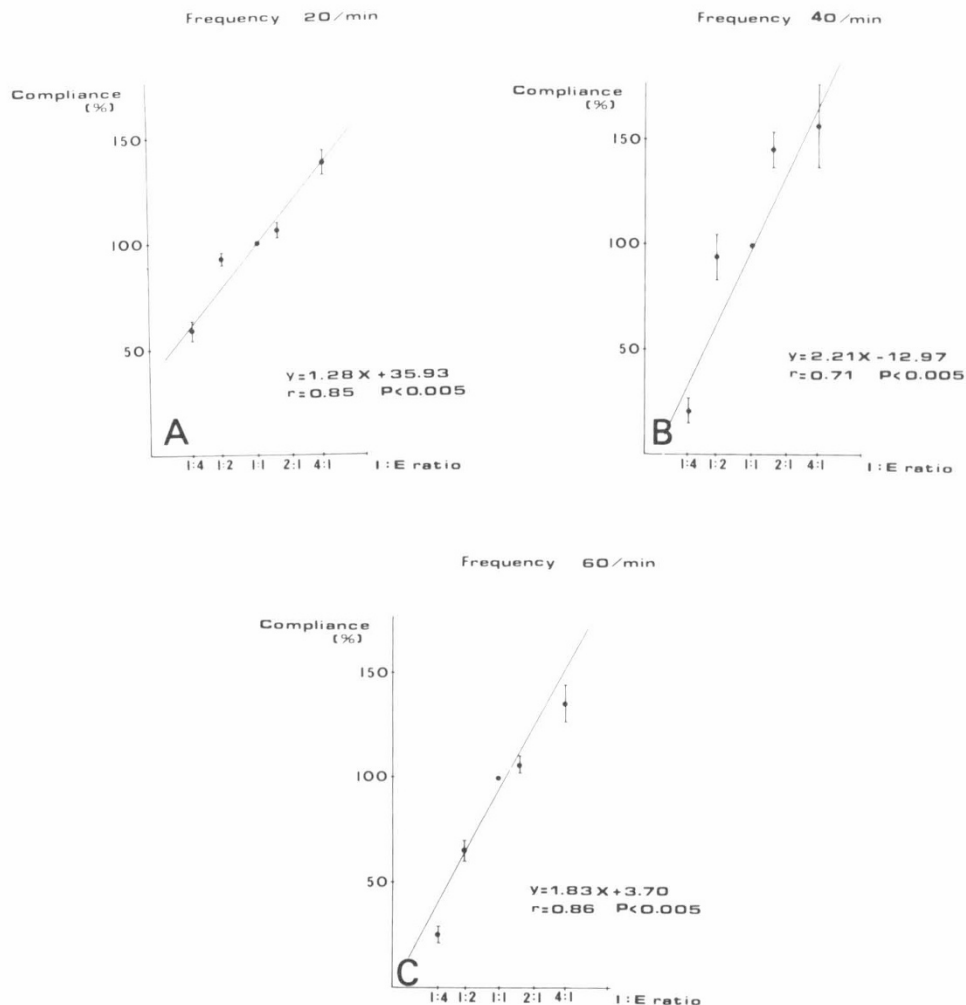 Frequency 20/min
Compliance
(%)
150
100
50
y=1.28X+35.93
r=0.85 P<0.005
A
1:4 1:2 1:1 2:1 4:1 I:E ratio
Frequency 40/min
Compliance
(%)
150
100
50
y=2.21X-12.97
r=0.71 P<0.005
B
1:4 1:2 1:1 2:1 4:1 I:E ratio
Frequency 60/min
Compliance
(%)
150
100
50
y=1.83X+3.70
r=0.86 P<0.005
C
1:4 1:2 1:1 2:1 4:1 I:E ratio